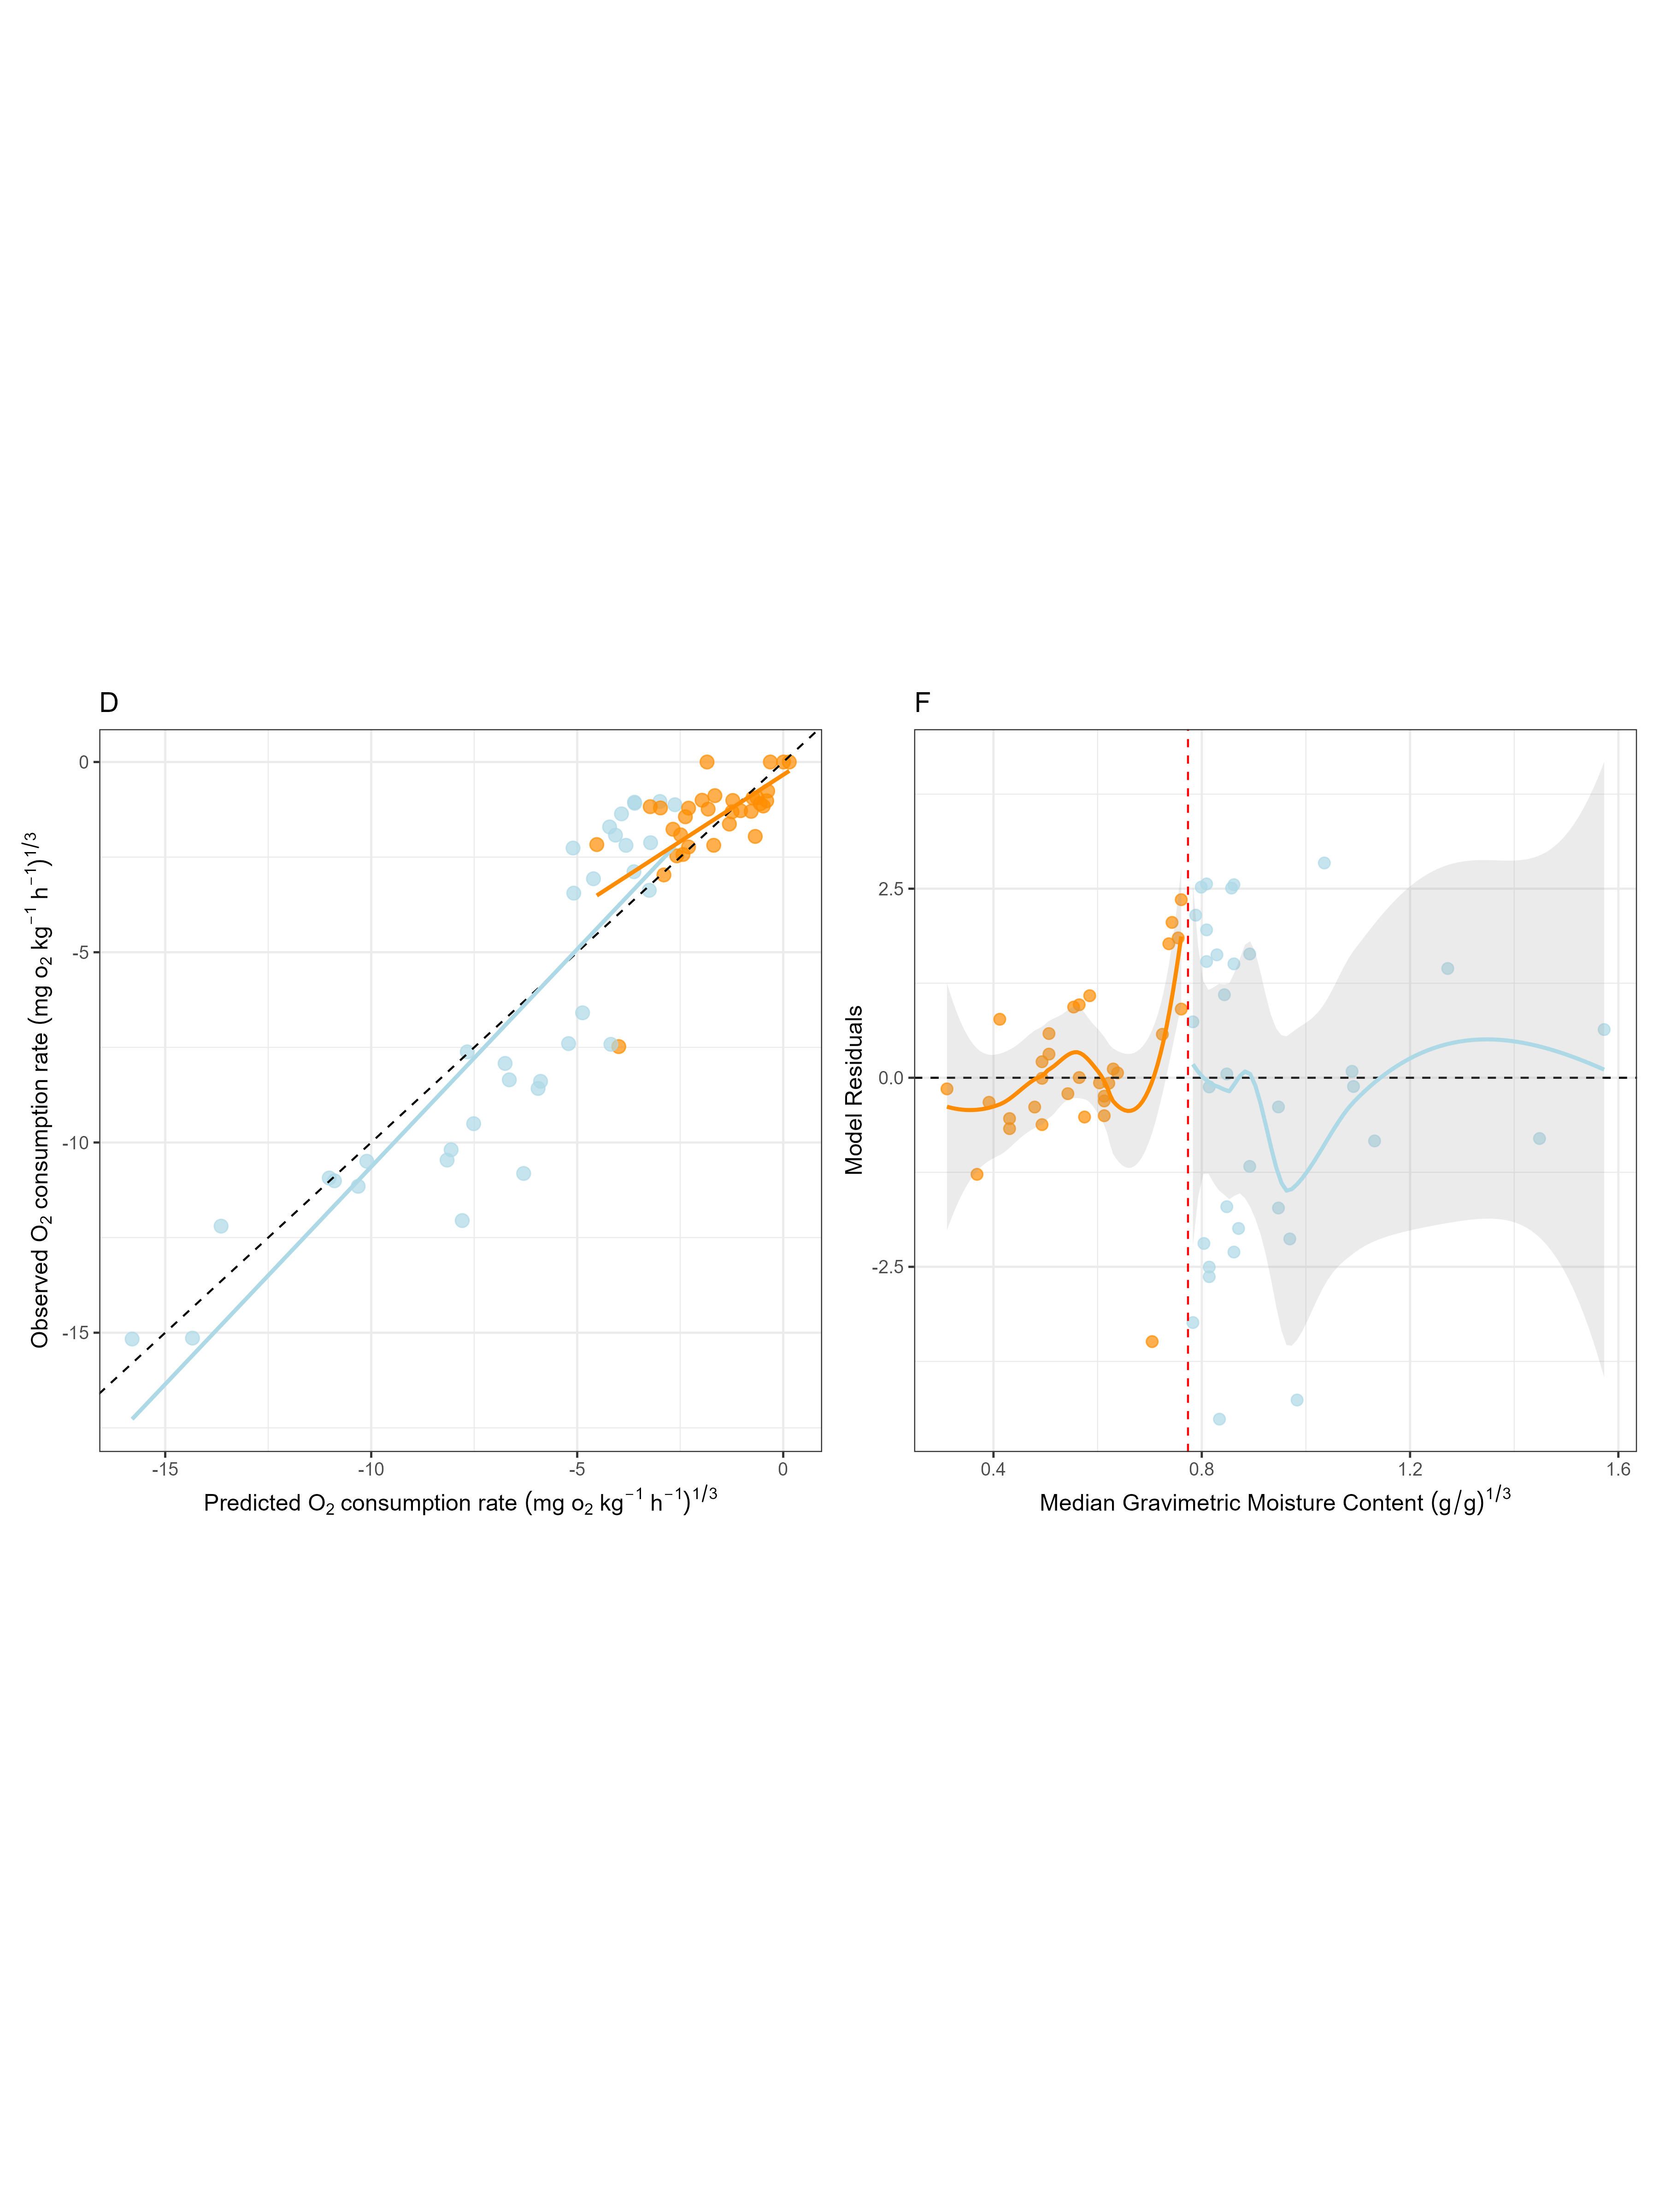 D
0
-5
-10
-15
-15 -10 -5 0
Observed O₂ consumption rate (mg o₂ kg⁻¹ h⁻¹)¹/³
Predicted O₂ consumption rate (mg o₂ kg⁻¹ h⁻¹)¹/³
F
2.5
0.0
-2.5
0.4 0.8 1.2 1.6
Model Residuals
Median Gravimetric Moisture Content (g/g)¹/³